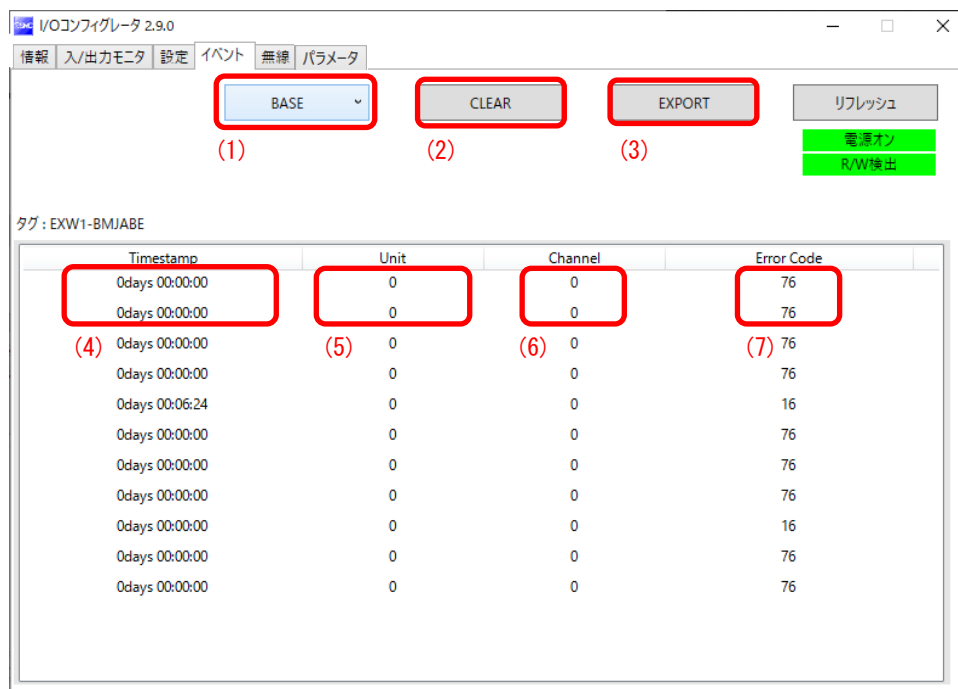 SMC I/Oコンフィグレータ 2.9.0
情報 入/出力モニタ 設定 イベント 無線 パラメータ
BASE CLEAR EXPORT リフレッシュ
(1) (2) (3) 電源オン
R/W検出
タグ : EXW1-BMJABE
Timestamp Unit Channel Error Code
0days 00:00:00 0 0 76
0days 00:00:00 0 0 76
(4) 0days 00:00:00 (5) 0 (6) 0 (7) 76
0days 00:00:00 0 0 76
0days 00:06:24 0 0 16
0days 00:00:00 0 0 76
0days 00:00:00 0 0 76
0days 00:00:00 0 0 76
0days 00:00:00 0 0 16
0days 00:00:00 0 0 76
0days 00:00:00 0 0 76